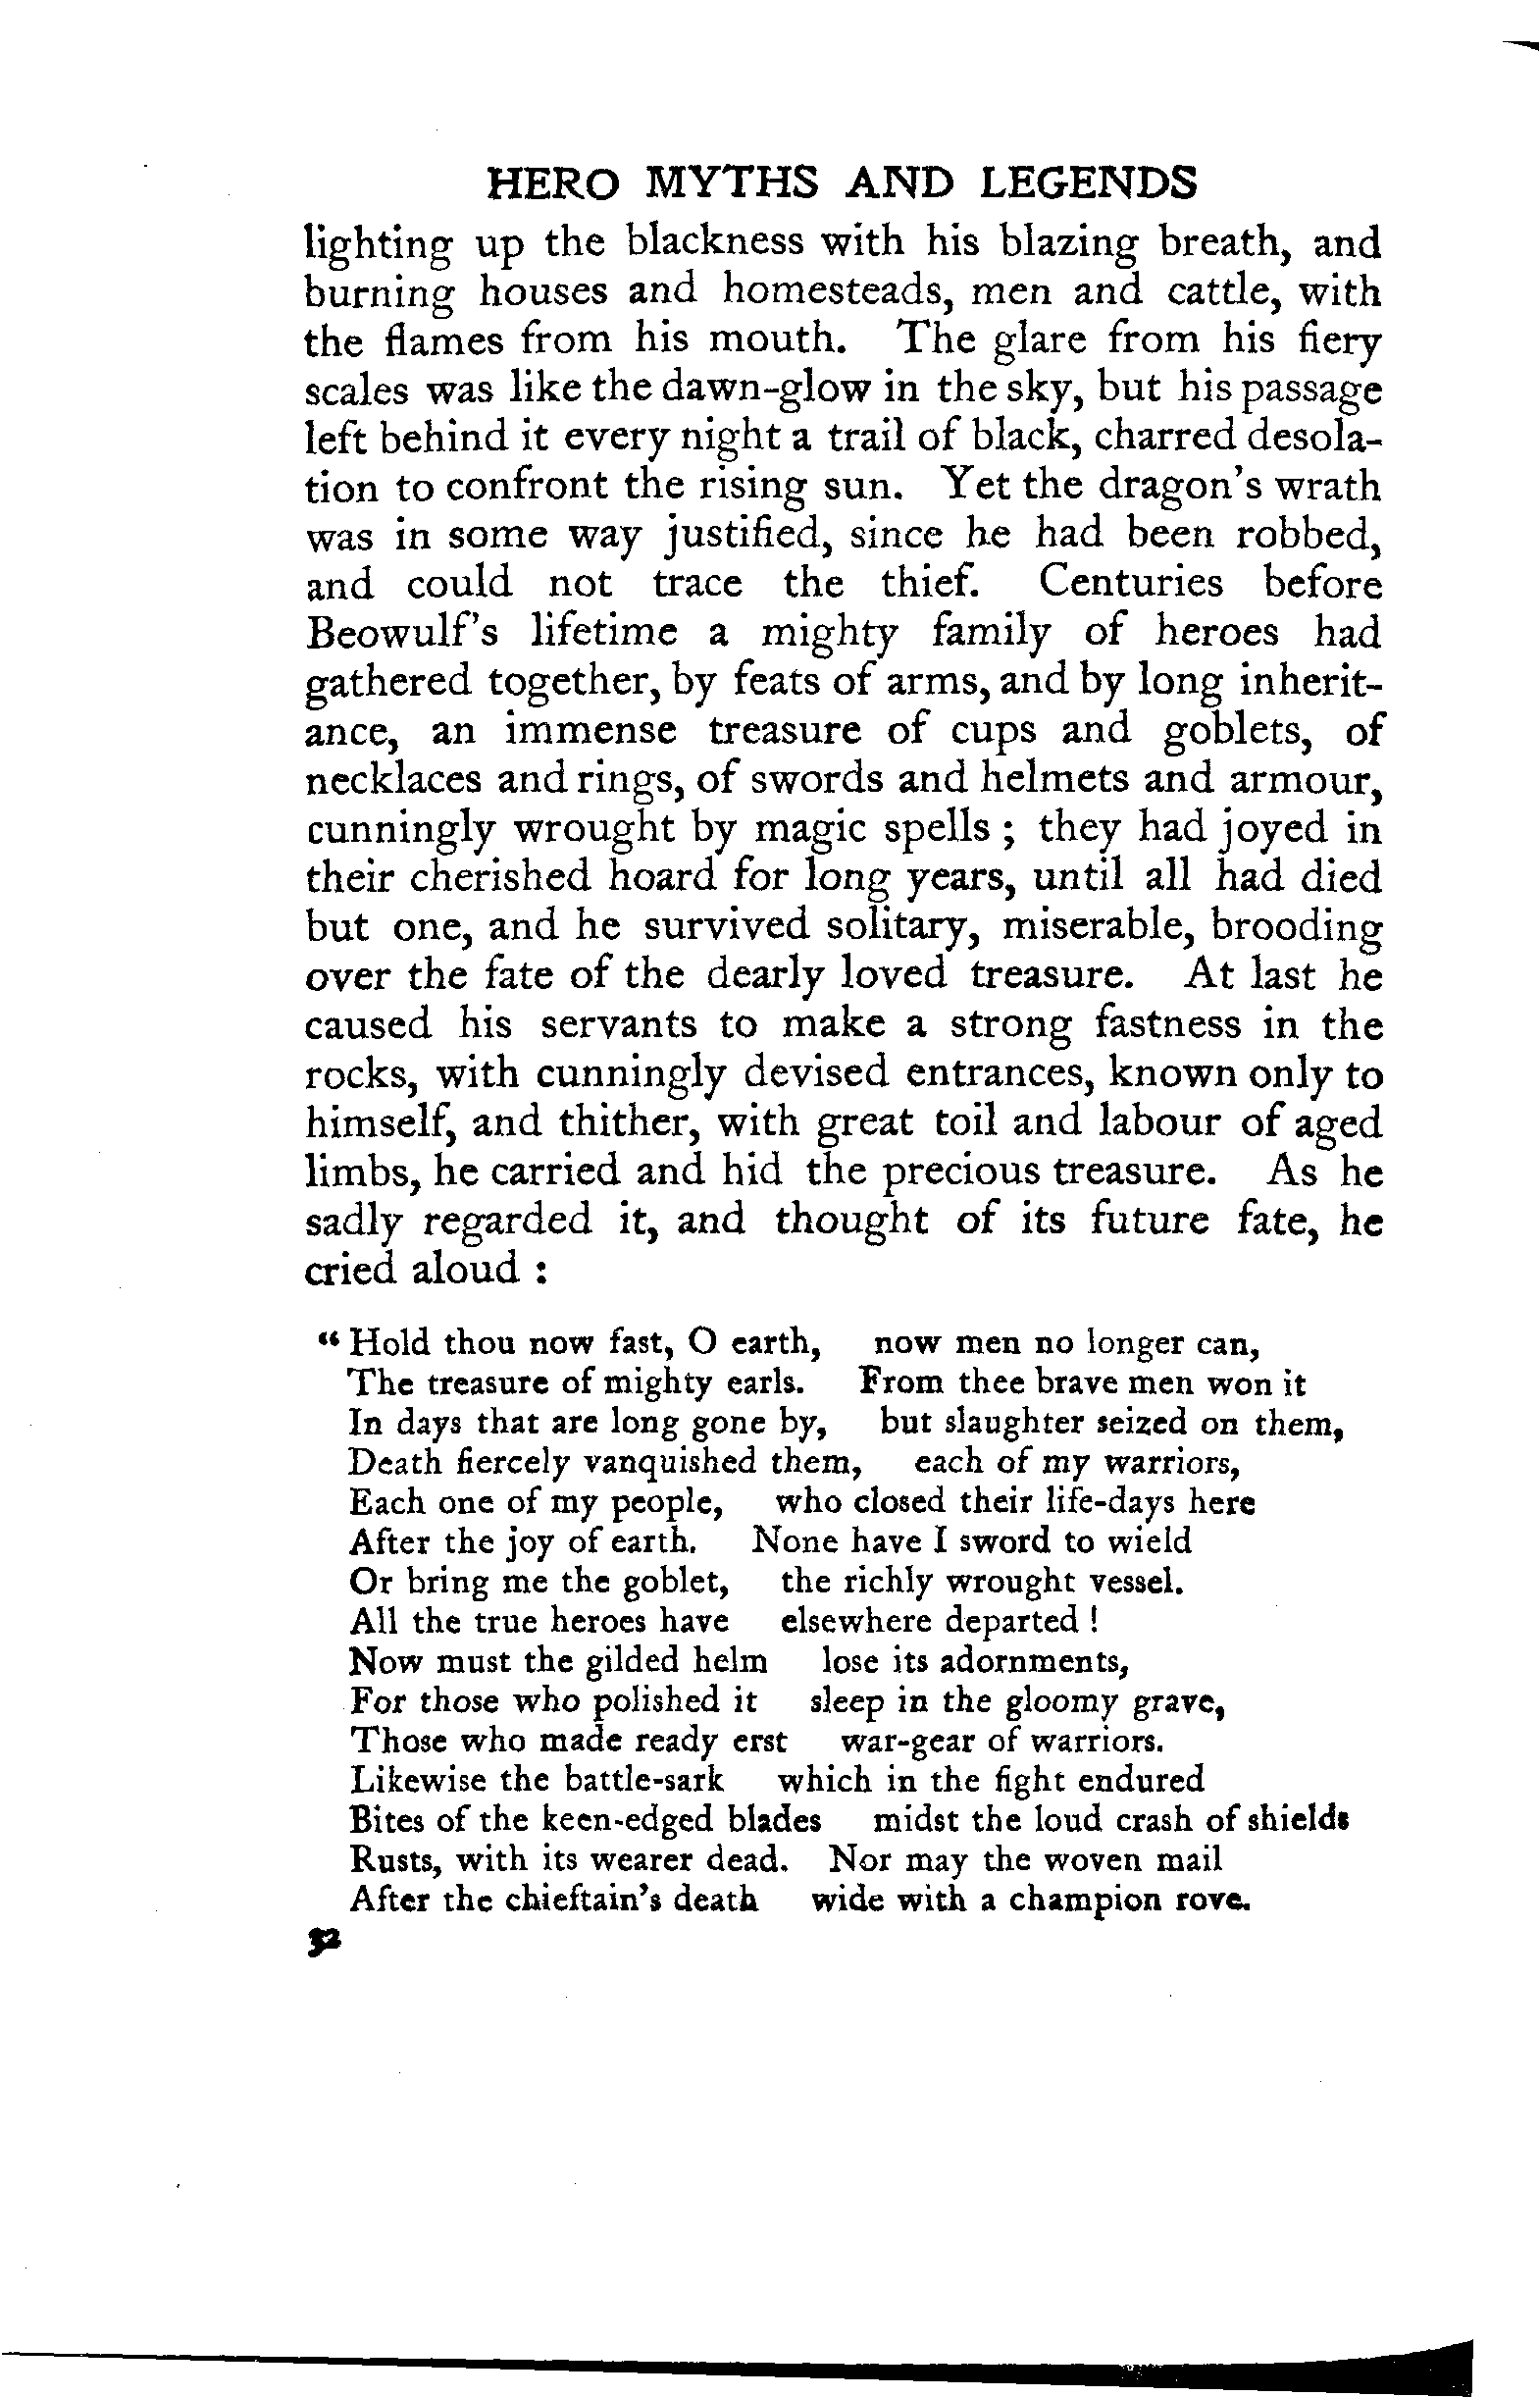 HERO MYTHS AND LEGENDS
lighting up the blackness with his blazing breath, and
burning houses and homesteads, men and cattle, with
the flames from his mouth. The glare from his fiery
scales was like the dawn-glow in the sky, but his passage
left behind it every night a trail of black, charred desola-
tion to confront the rising sun. Yet the dragon's wrath
was in some way justified, since he had been robbed,
and could not trace the thief. Centuries before
Beowulf's lifetime a mighty family of heroes had
gathered together, by feats of arms, and by long inherit-
ance, an immense treasure of cups and goblets, of
necklaces and rings, of swords and helmets and armour,
cunningly wrought by magic spells ; they had joyed in
their cherished hoard for long years, until all had died
but one, and he survived solitary, miserable, brooding
over the fate of the dearly loved treasure. At last he
caused his servants to make a strong fastness in the
rocks, with cunningly devised entrances, known only to
himself, and thither, with great toil and labour of aged
limbs, he carried and hid the precious treasure. As he
sadly regarded it, and thought of its future fate, he
cried aloud :
“ Hold thou now fast, O earth, now men no longer can,
The treasure of mighty earls. From thee brave men won it
In days that are long gone by, but slaughter seized on them,
Death fiercely vanquished them, each of my warriors,
Each one of my people, who closed their life-days here
After the joy of earth. None have I sword to wield
Or bring me the goblet, the richly wrought vessel.
All the true heroes have elsewhere departed !
Now must the gilded helm lose its adornments,
For those who polished it sleep in the gloomy grave,
Those who made ready erst war-gear of warriors.
Likewise the battle-sark which in the fight endured
Bites of the keen-edged blades midst the loud crash of shields
Rusts, with its wearer dead. Nor may the woven mail
After the chieftain's death wide with a champion rove.
32